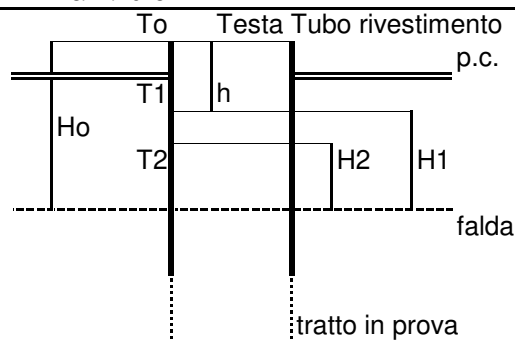 To Testa Tubo rivestimento
p.c.
T1 h
Ho
T2 H2 H1
falda
tratto in prova